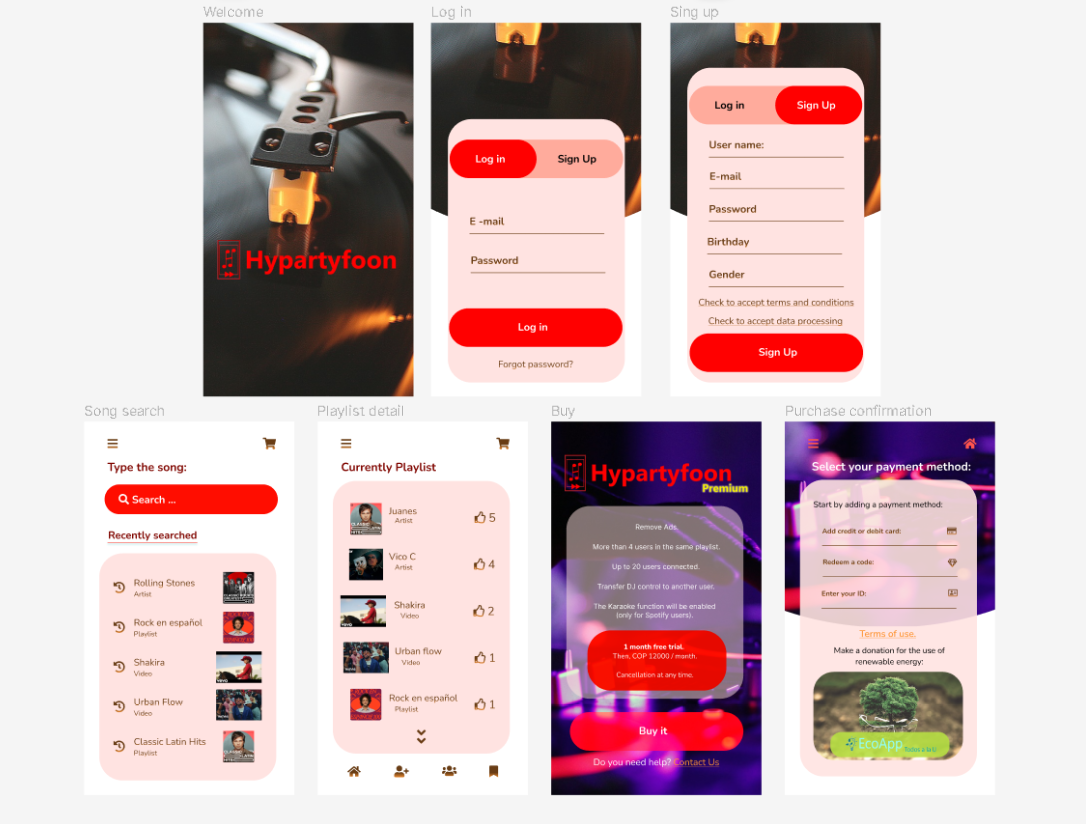 Welcome
Log in
Sing up
Hypartyfoon
Log in
Sign Up
E -mail
Password
Log in
Forgot password?
Log in
Sign Up
User name:
E-mail
Password
Birthday
Gender
Check to accept terms and conditions
Check to accept data processing
Sign Up
Song search
Playlist detail
Buy
Purchase confirmation
Type the song:
Search ...
Recently searched
Rolling Stones
Artist
Rock en español
Playlist
Shakira
Video
Urban Flow
Video
Classic Latin Hits
Playlist
Currently Playlist
Juanes
Artist
5
Vico C
Artist
4
Shakira
Video
2
Urban flow
Video
1
Rock en español
Playlist
1
Hypartyfoon
Premium
Remove Ads.
More than 4 users in the same playlist.
Up to 20 users connected.
Transfer DJ control to another user.
The Karaoke function will be enabled
(only for Spotify users).
1 month free trial.
Then, COP 12000 / month.
Cancellation at any time.
Buy it
Do you need help? Contact Us
Select your payment method:
Start by adding a payment method:
Add credit or debit card:
Redeem a code:
Enter your ID:
Terms of use.
Make a donation for the use of
renewable energy:
EcoApp